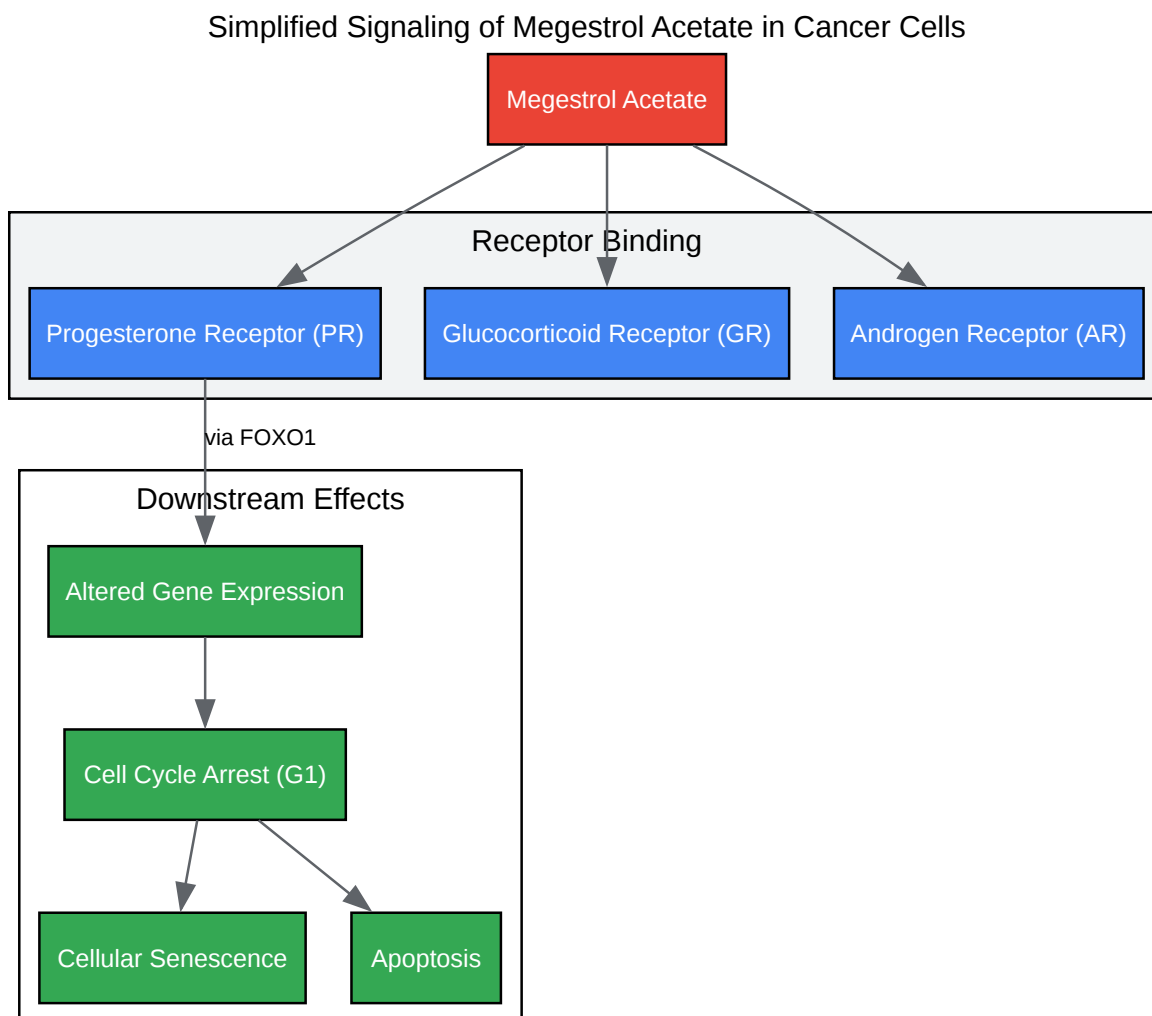 Simplified Signaling of Megestrol Acetate in Cancer Cells
Megestrol Acetate
Receptor Binding
Progesterone Receptor (PR)
Glucocorticoid Receptor (GR)
Androgen Receptor (AR)
via FOXO1
Downstream Effects
Altered Gene Expression
Cell Cycle Arrest (G1)
Cellular Senescence
Apoptosis